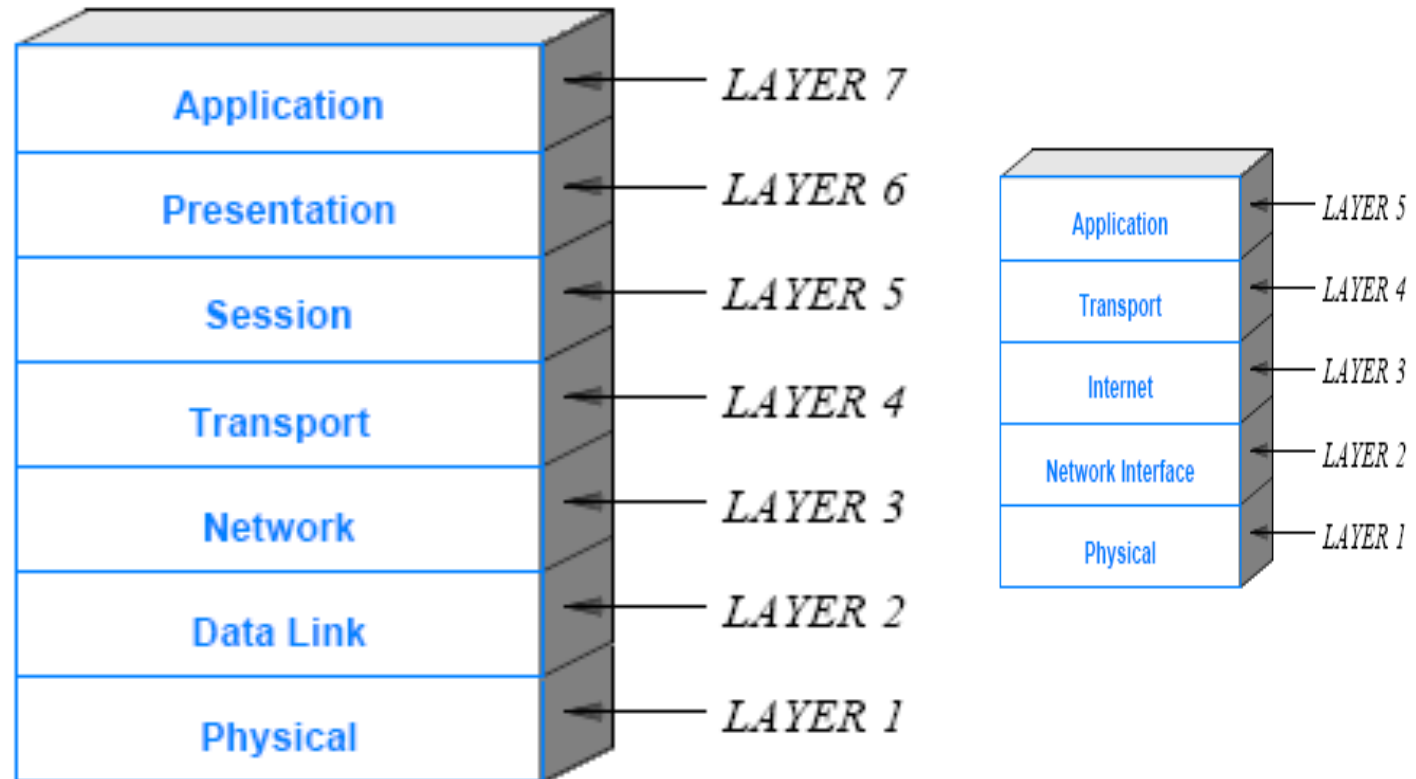 Application
LAYER 7
Presentation
LAYER 6
Session
LAYER 5
Transport
LAYER 4
Network
LAYER 3
Data Link
LAYER 2
Physical
LAYER 1
Application
LAYER 5
Transport
LAYER 4
Internet
LAYER 3
Network Interface
LAYER 2
Physical
LAYER 1